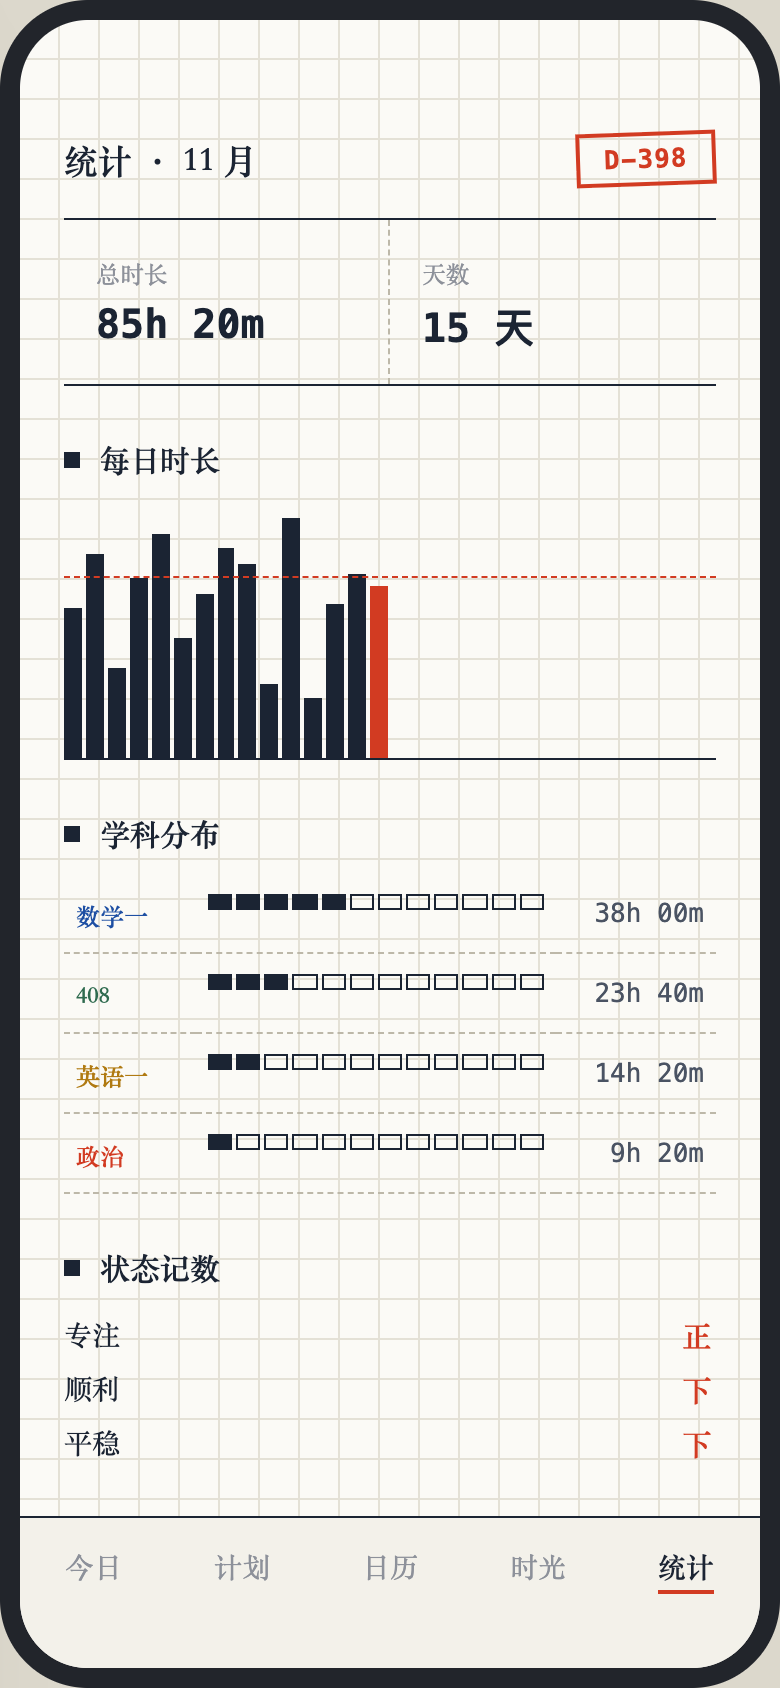 统计 · 11 月
D-398
总时长
天数
85h 20m
15 天
每日时长
学科分布
数学一 38h 00m
408 23h 40m
英语一 14h 20m
政治 9h 20m
状态记数
专注 正
顺利 下
平稳 下
今日 计划 日历 时光 统计